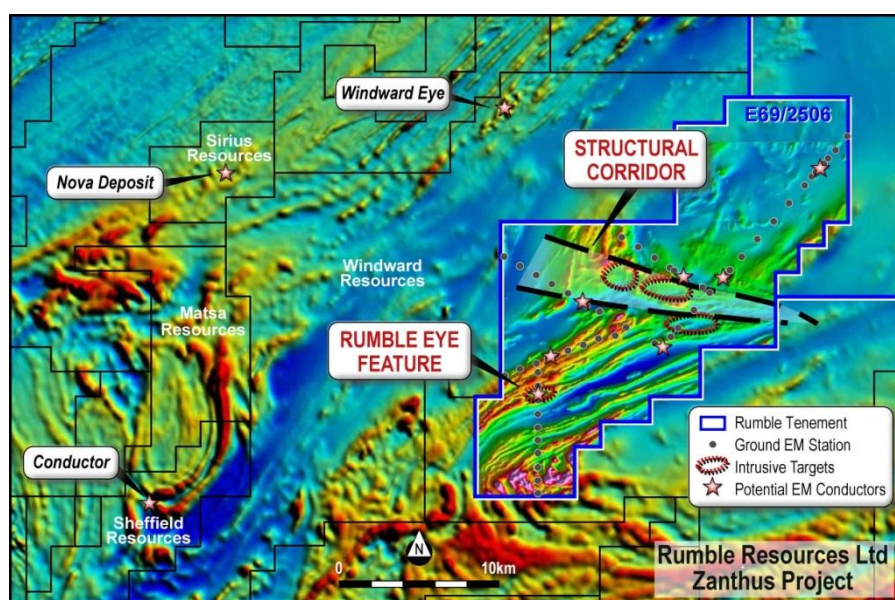 Windward Eye
E69/2506
Sirius
Resources
STRUCTURAL
CORRIDOR
Nova Deposit
Windward
Resources
Matsa
Resources
RUMBLE EYE
FEATURE
Conductor
Sheffield
Resources
Rumble Tenement
Ground EM Station
Intrusive Targets
Potential EM Conductors
N
0
10km
Rumble Resources Ltd
Zanthus Project